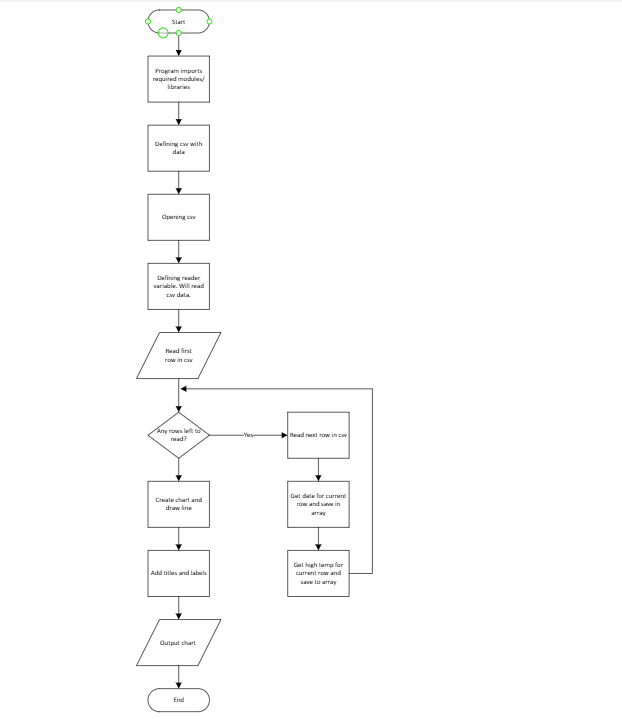 Start
Program imports
required modules/
libraries
Defining csv with
data
Opening csv
Defining reader
variable. Will read
csv data.
Read first
row in csv
Any rows left to
read?
Yes
Read next row in csv
Create chart and
draw line
Get date for current
row and save in
array
Add titles and labels
Get high temp for
current row and
save to array
Output chart
End